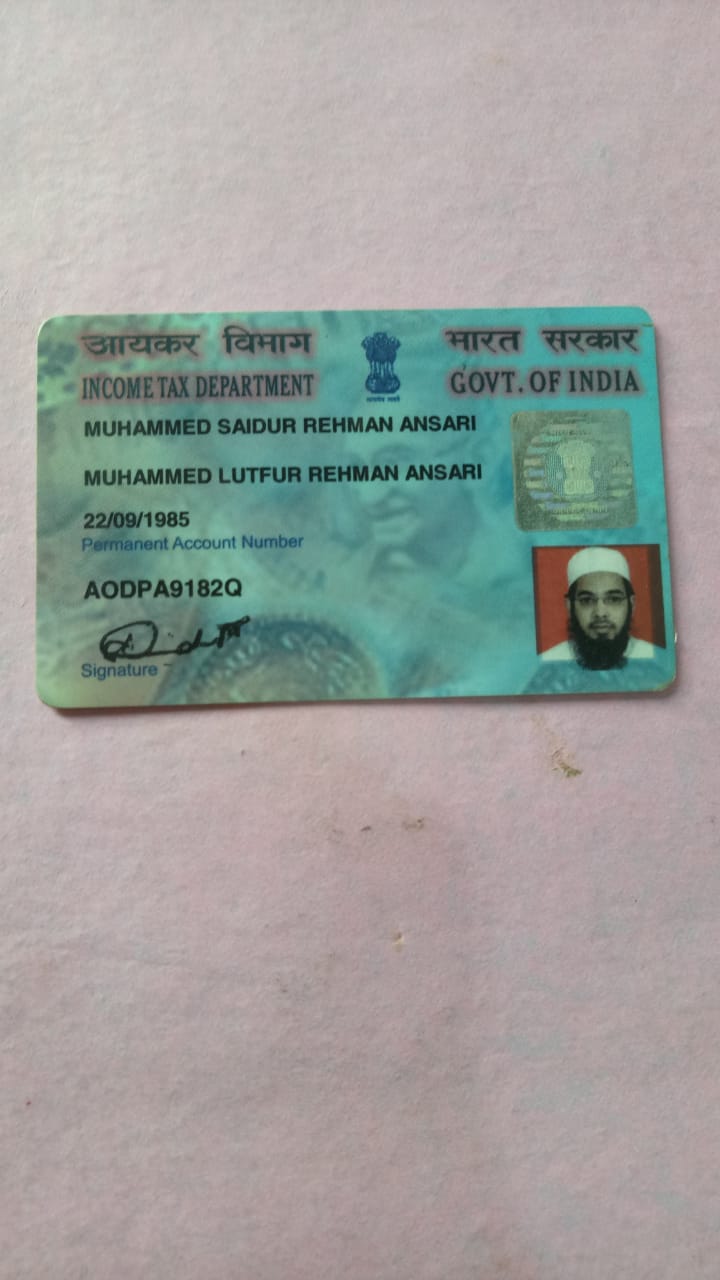 आयकर विभाग भारत सरकार
INCOME TAX DEPARTMENT GOVT. OF INDIA
MUHAMMED SAIDUR REHMAN ANSARI
MUHAMMED LUTFUR REHMAN ANSARI
22/09/1985
Permanent Account Number
AODPA9182Q
Signature